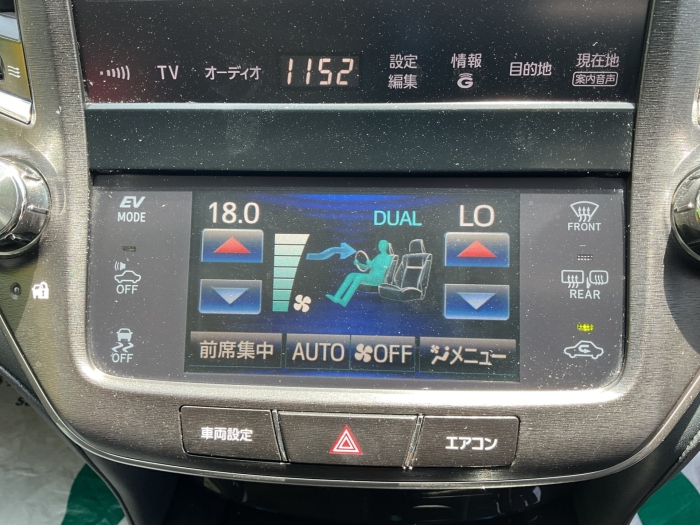 TV オーディオ 1152 設定編集 情報 G 目的地 現在地 案内音声
EV MODE
18.0 DUAL LO
FRONT
OFF
REAR
OFF
前席集中 AUTO OFF メニュー
車両設定 エアコン